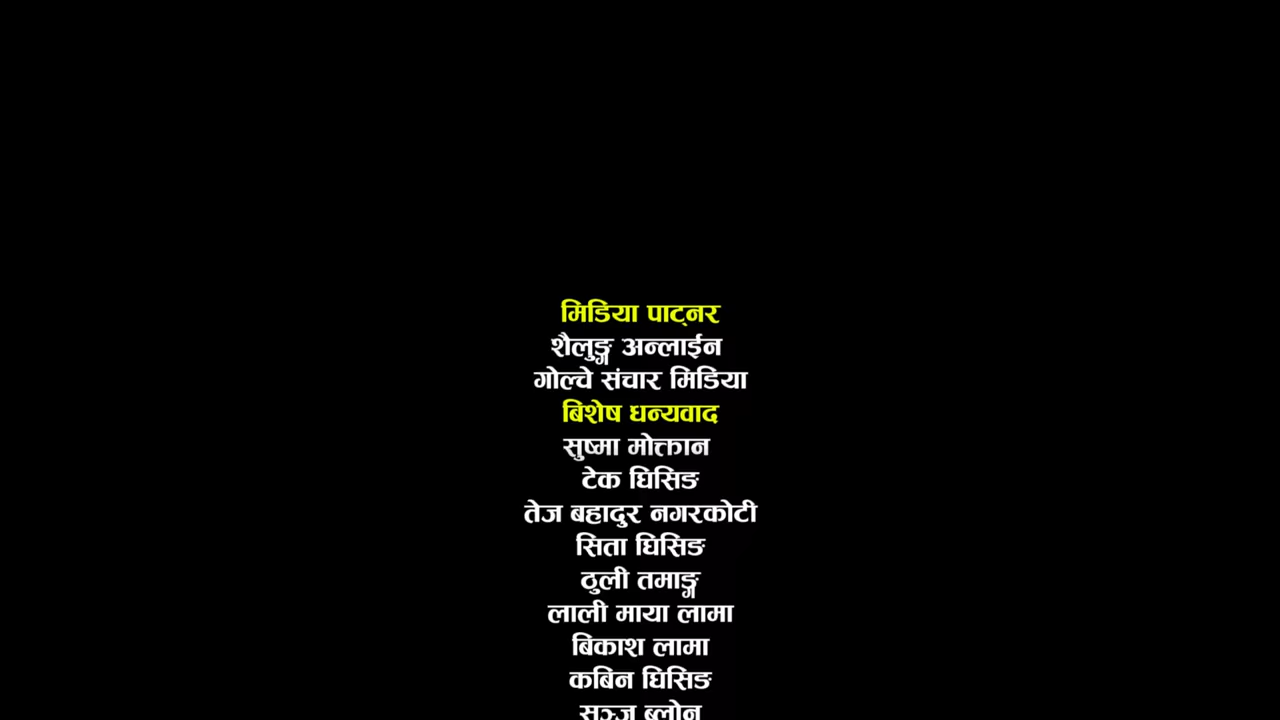 मिडिया पाट्नर
शैलुङ्ग अन्लाईन
गोल्चे संचार मिडिया
बिशेष धन्यवाद
सुष्मा मोक्तान
टेक घिसिङ
तेज बहादुर नगरकोटी
सिता घिसिङ
ठुली तमाङ्ग
लाली माया लामा
बिकाश लामा
कबिन घिसिङ